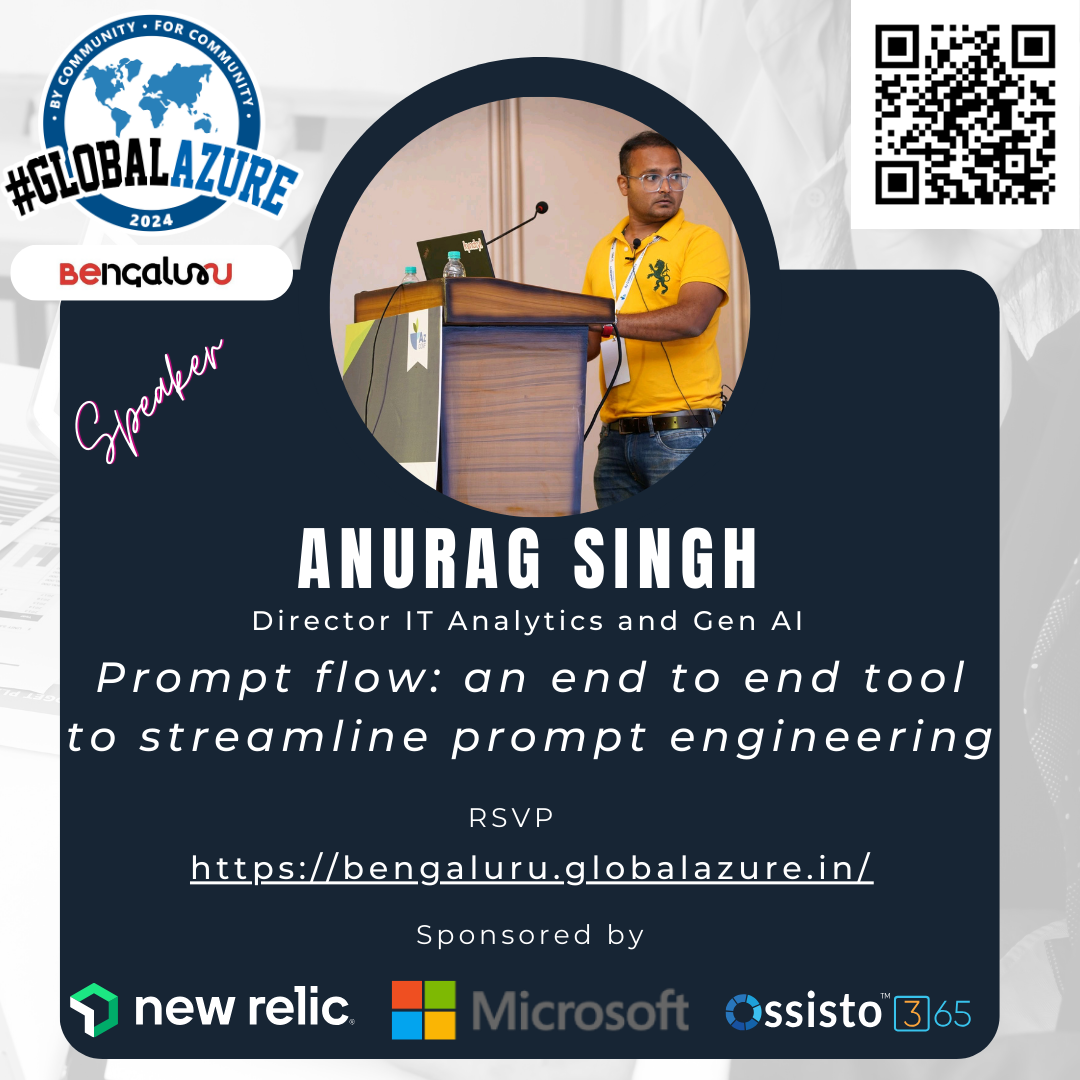 BY COMMUNITY • FOR COMMUNITY
#GLOBALAZURE
2024
Bengaluru
Speaker
ANURAG SINGH
Director IT Analytics and Gen AI
Prompt flow: an end to end tool
to streamline prompt engineering
RSVP
https://bengaluru.globalazure.in/
Sponsored by
new relic®
Microsoft
Ossisto™ 365